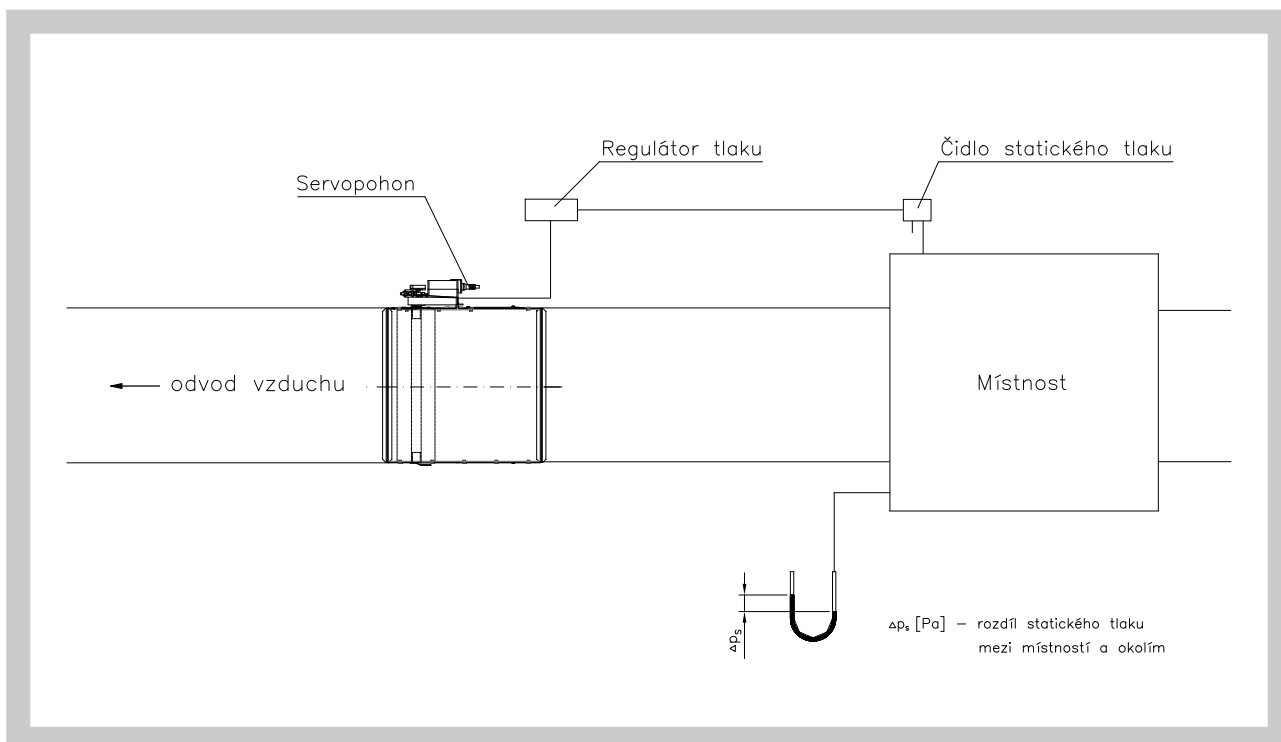 Regulátor tlaku
Čidlo statického tlaku
Servopohon
odvod vzduchu
Místnost
Δps
Δps [Pa] – rozdíl statického tlaku
mezi místností a okolím